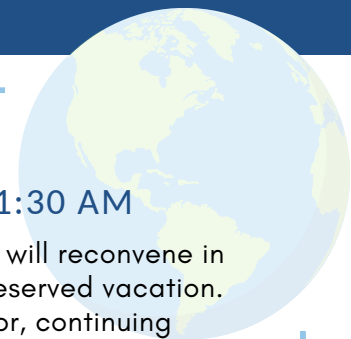 1:30 AM
will reconvene in
eserved vacation.
or, continuing